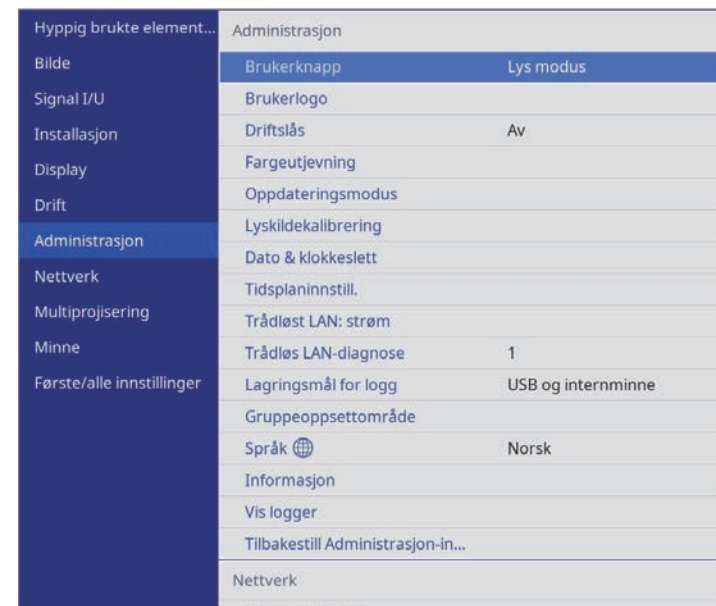 Hyppig brukte element...
Bilde
Signal I/U
Installasjon
Display
Drift
Administrasjon
Nettverk
Multiprojisering
Minne
Første/alle innstillinger
Administrasjon
Brukerknapp Lys modus
Brukerlogo
Driftslås Av
Fargeutjevning
Oppdateringsmodus
Lyskildekalibrering
Dato & klokkeslett
Tidsplaninnstill.
Trådløst LAN: strøm
Trådløs LAN-diagnose 1
Lagringsmål for logg USB og internminne
Gruppeoppsettområde
Språk Norsk
Informasjon
Vis logger
Tilbakestill Administrasjon-in...
Nettverk